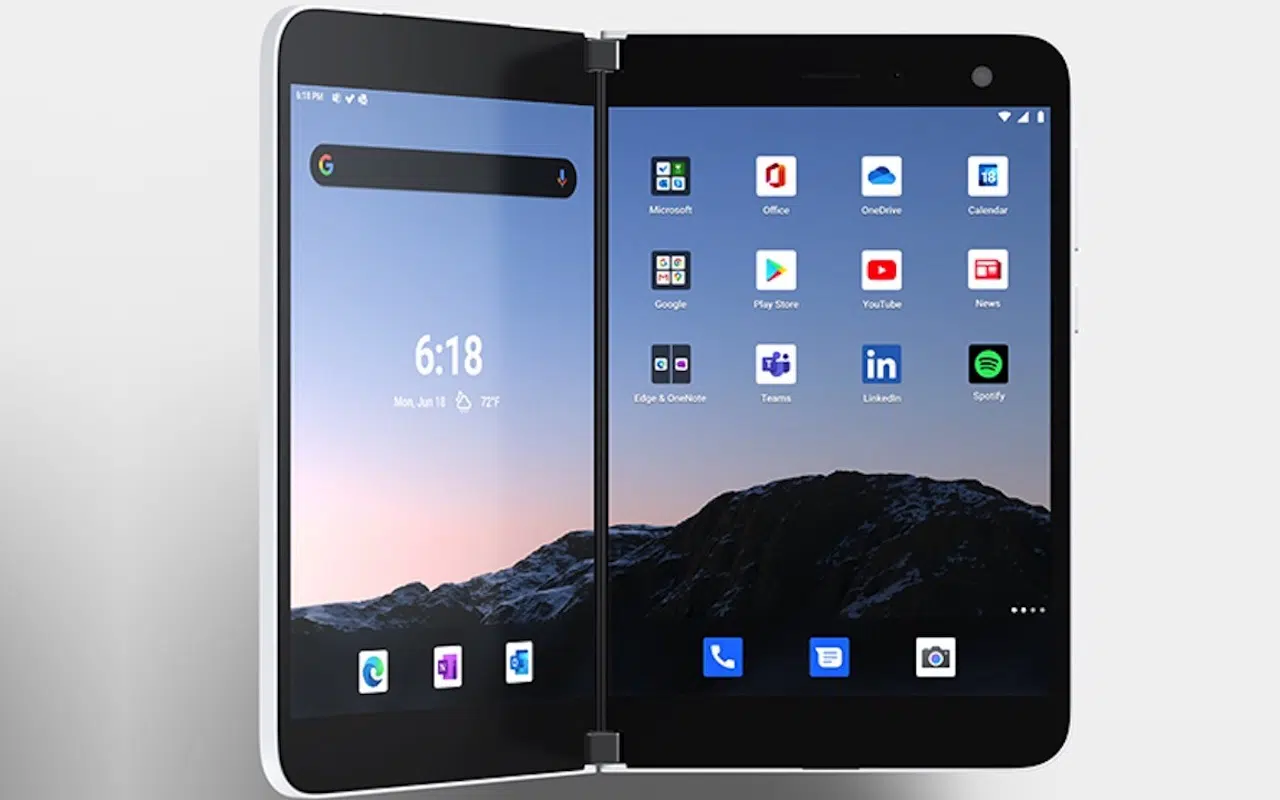 6:18 PM
6:18
Mon, Jun 18 72°F
Microsoft Office OneDrive Calendar
18
Google Play Store YouTube News
Edge & OneNote Teams LinkedIn Spotify
in